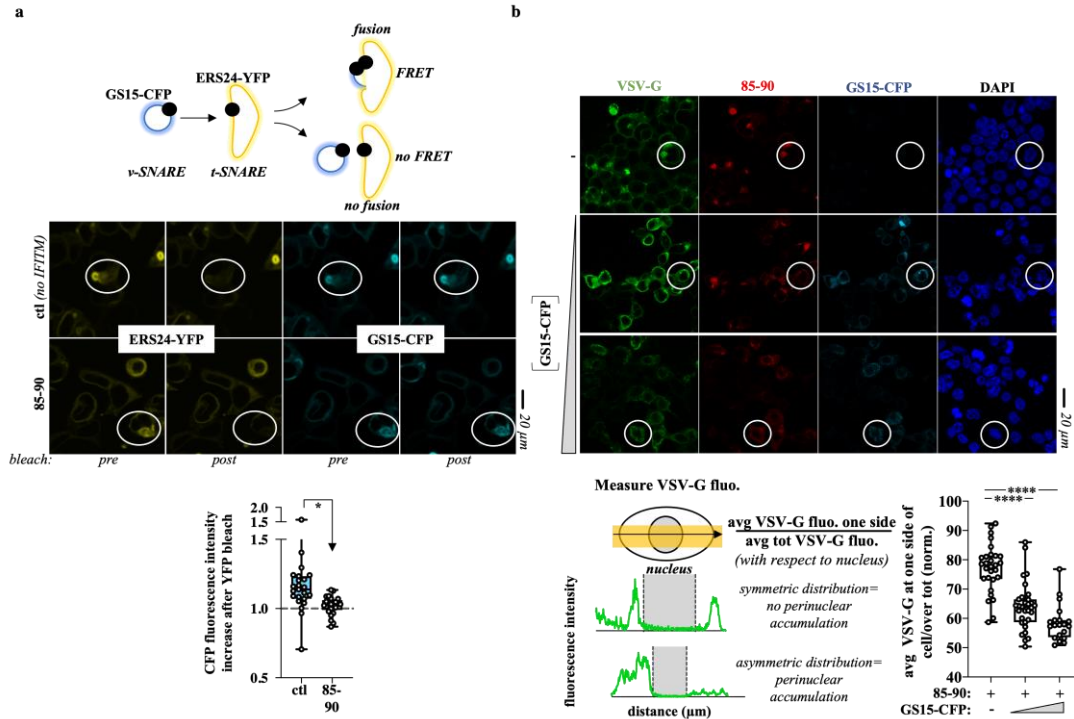 a
fusion
ERS24-YFP
FRET
GS15-CFP
no FRET
v-SNARE
t-SNARE
no fusion
ctl (no IFITM)
ERS24-YFP
GS15-CFP
85-90
20 µm
bleach:
pre
post
pre
post
CFP fluorescence intensity
increase after YFP bleach
2.0
1.5
1.5
1.0
0.5
*
ctl
85-
90
b
VSV-G
85-90
GS15-CFP
DAPI
-
GS15-CFP
20 µm
Measure VSV-G fluo.
avg VSV-G fluo. one side
avg tot VSV-G fluo.
(with respect to nucleus)
nucleus
fluorescence intensity
symmetric distribution=
no perinuclear
accumulation
asymmetric distribution=
perinuclear
accumulation
distance (µm)
avg VSV-G at one side of
cell/over tot (norm.)
100
90
80
70
60
50
40
****
****
85-90: + + +
GS15-CFP: -